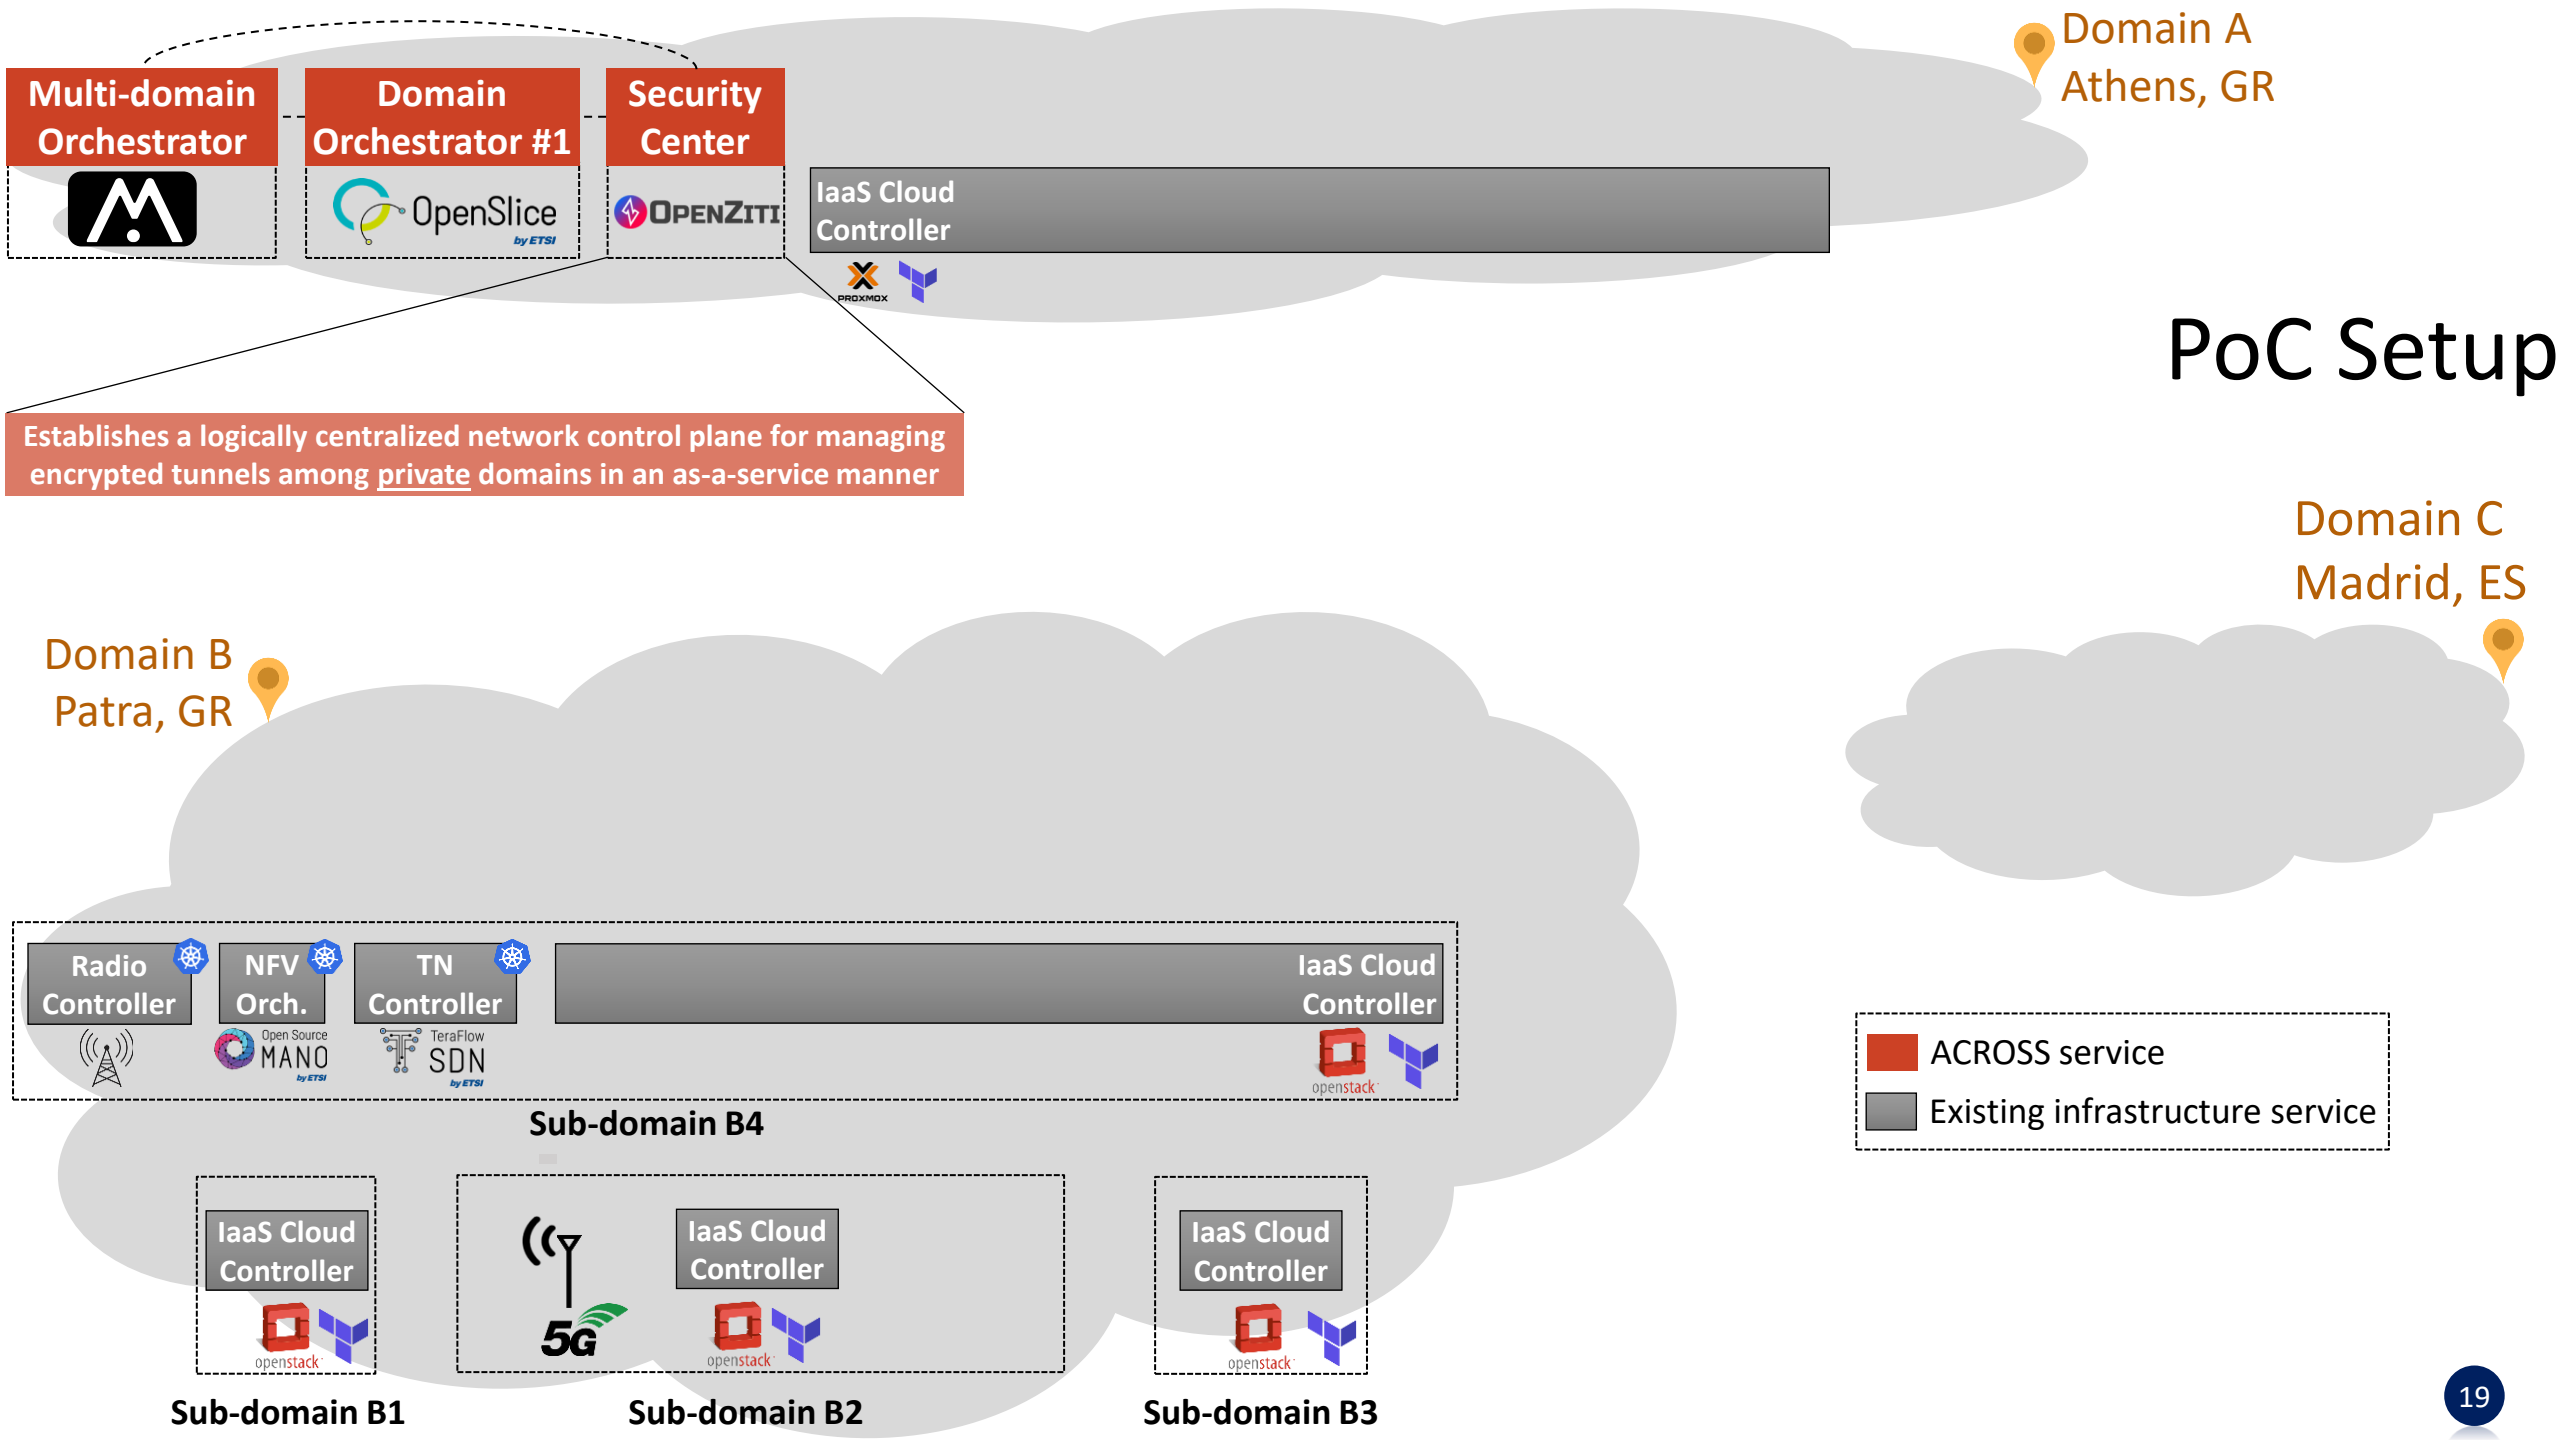 Domain A
Athens, GR
Multi-domain
Orchestrator
Domain
Orchestrator #1
Security
Center
OpenSlice
by ETSI
OPENZITI
IaaS Cloud
Controller
PROXMOX
PoC Setup
Establishes a logically centralized network control plane for managing
encrypted tunnels among private domains in an as-a-service manner
Domain C
Madrid, ES
Domain B
Patra, GR
Radio
Controller
NFV
Orch.
Open Source
MANO
by ETSI
TN
Controller
TeraFlow
SDN
by ETSI
IaaS Cloud
Controller
openstack
Sub-domain B4
ACROSS service
Existing infrastructure service
IaaS Cloud
Controller
openstack
Sub-domain B1
5G
IaaS Cloud
Controller
openstack
Sub-domain B2
IaaS Cloud
Controller
openstack
Sub-domain B3
19